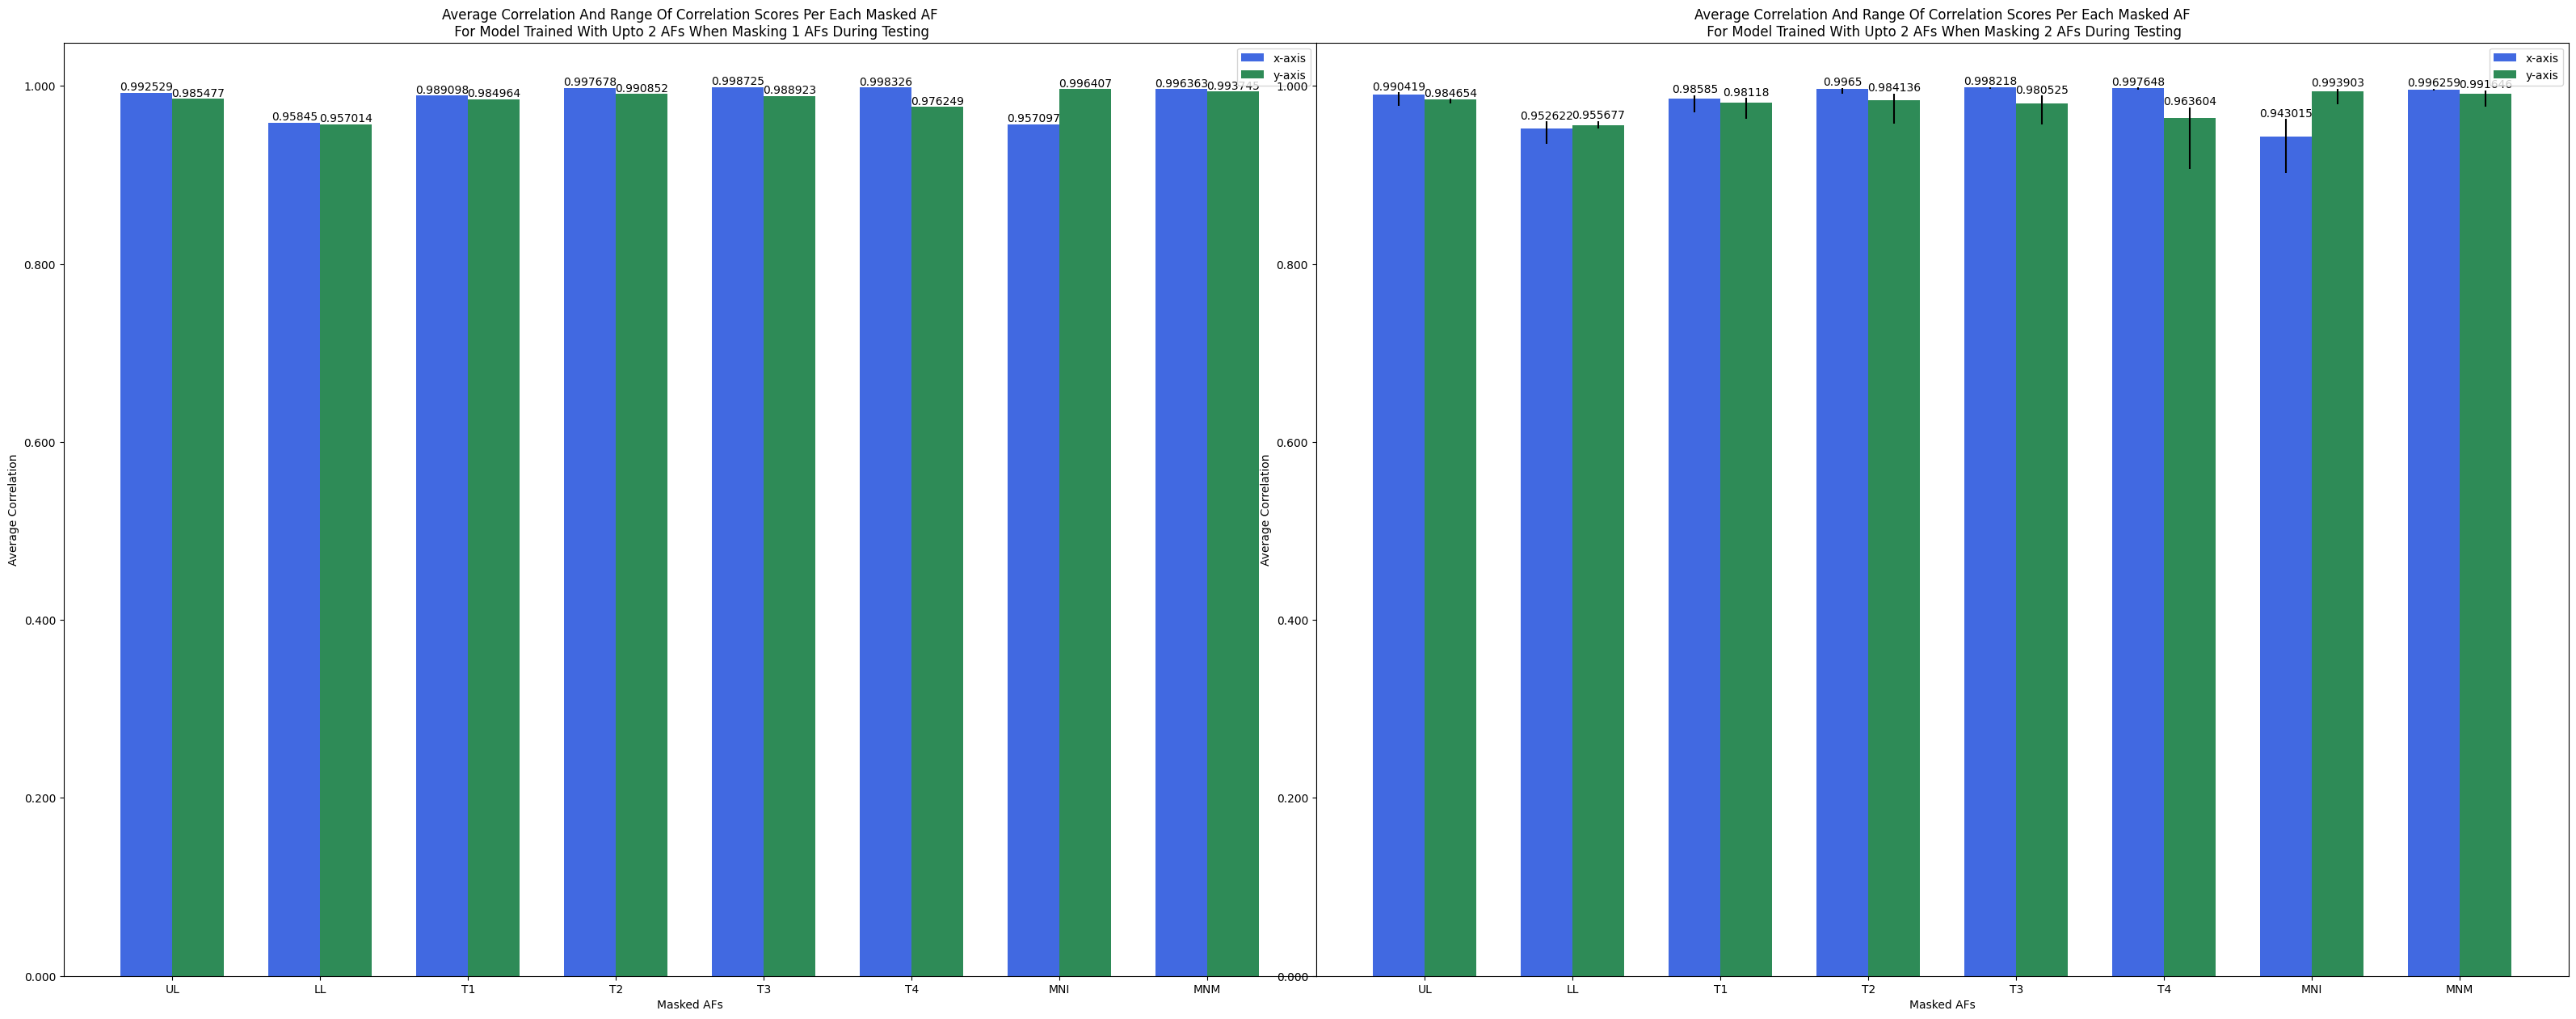 Average Correlation And Range Of Correlation Scores Per Each Masked AF
For Model Trained With Upto 2 AFs When Masking 1 AFs During Testing
x-axis
y-axis
1.000
0.800
0.600
0.400
0.200
0.000
Average Correlation
0.992529
0.985477
0.95845
0.957014
0.989098
0.984964
0.997678
0.990852
0.998725
0.988923
0.998326
0.976249
0.957097
0.996407
0.996363
0.993745
UL
LL
T1
T2
T3
T4
MNI
MNM
Masked AFs
Average Correlation And Range Of Correlation Scores Per Each Masked AF
For Model Trained With Upto 2 AFs When Masking 2 AFs During Testing
x-axis
y-axis
1.000
0.800
0.600
0.400
0.200
0.000
Average Correlation
0.990419
0.984654
0.952622
0.955677
0.98585
0.98118
0.9965
0.984136
0.998218
0.980525
0.997648
0.963604
0.943015
0.993903
0.996259
UL
LL
T1
T2
T3
T4
MNI
MNM
Masked AFs